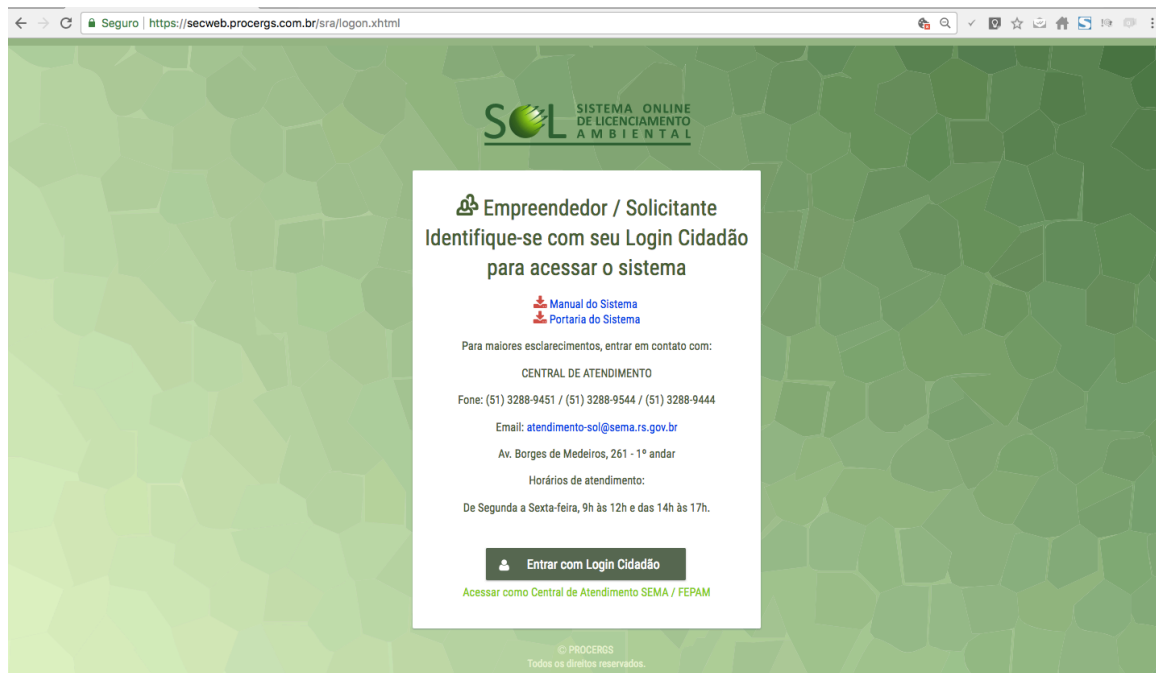 Seguro | https://secweb.procergs.com.br/sra/logon.xhtml
SOL
SISTEMA ONLINE
DE LICENCIAMENTO
AMBIENTAL
Empreendedor / Solicitante
Identifique-se com seu Login Cidadão
para acessar o sistema
Manual do Sistema
Portaria do Sistema
Para maiores esclarecimentos, entrar em contato com:
CENTRAL DE ATENDIMENTO
Fone: (51) 3288-9451 / (51) 3288-9544 / (51) 3288-9444
Email: atendimento-sol@sema.rs.gov.br
Av. Borges de Medeiros, 261 - 1º andar
Horários de atendimento:
De Segunda a Sexta-feira, 9h às 12h e das 14h às 17h.
Entrar com Login Cidadão
Acessar como Central de Atendimento SEMA / FEPAM
© PROCERGS
Todos os direitos reservados.